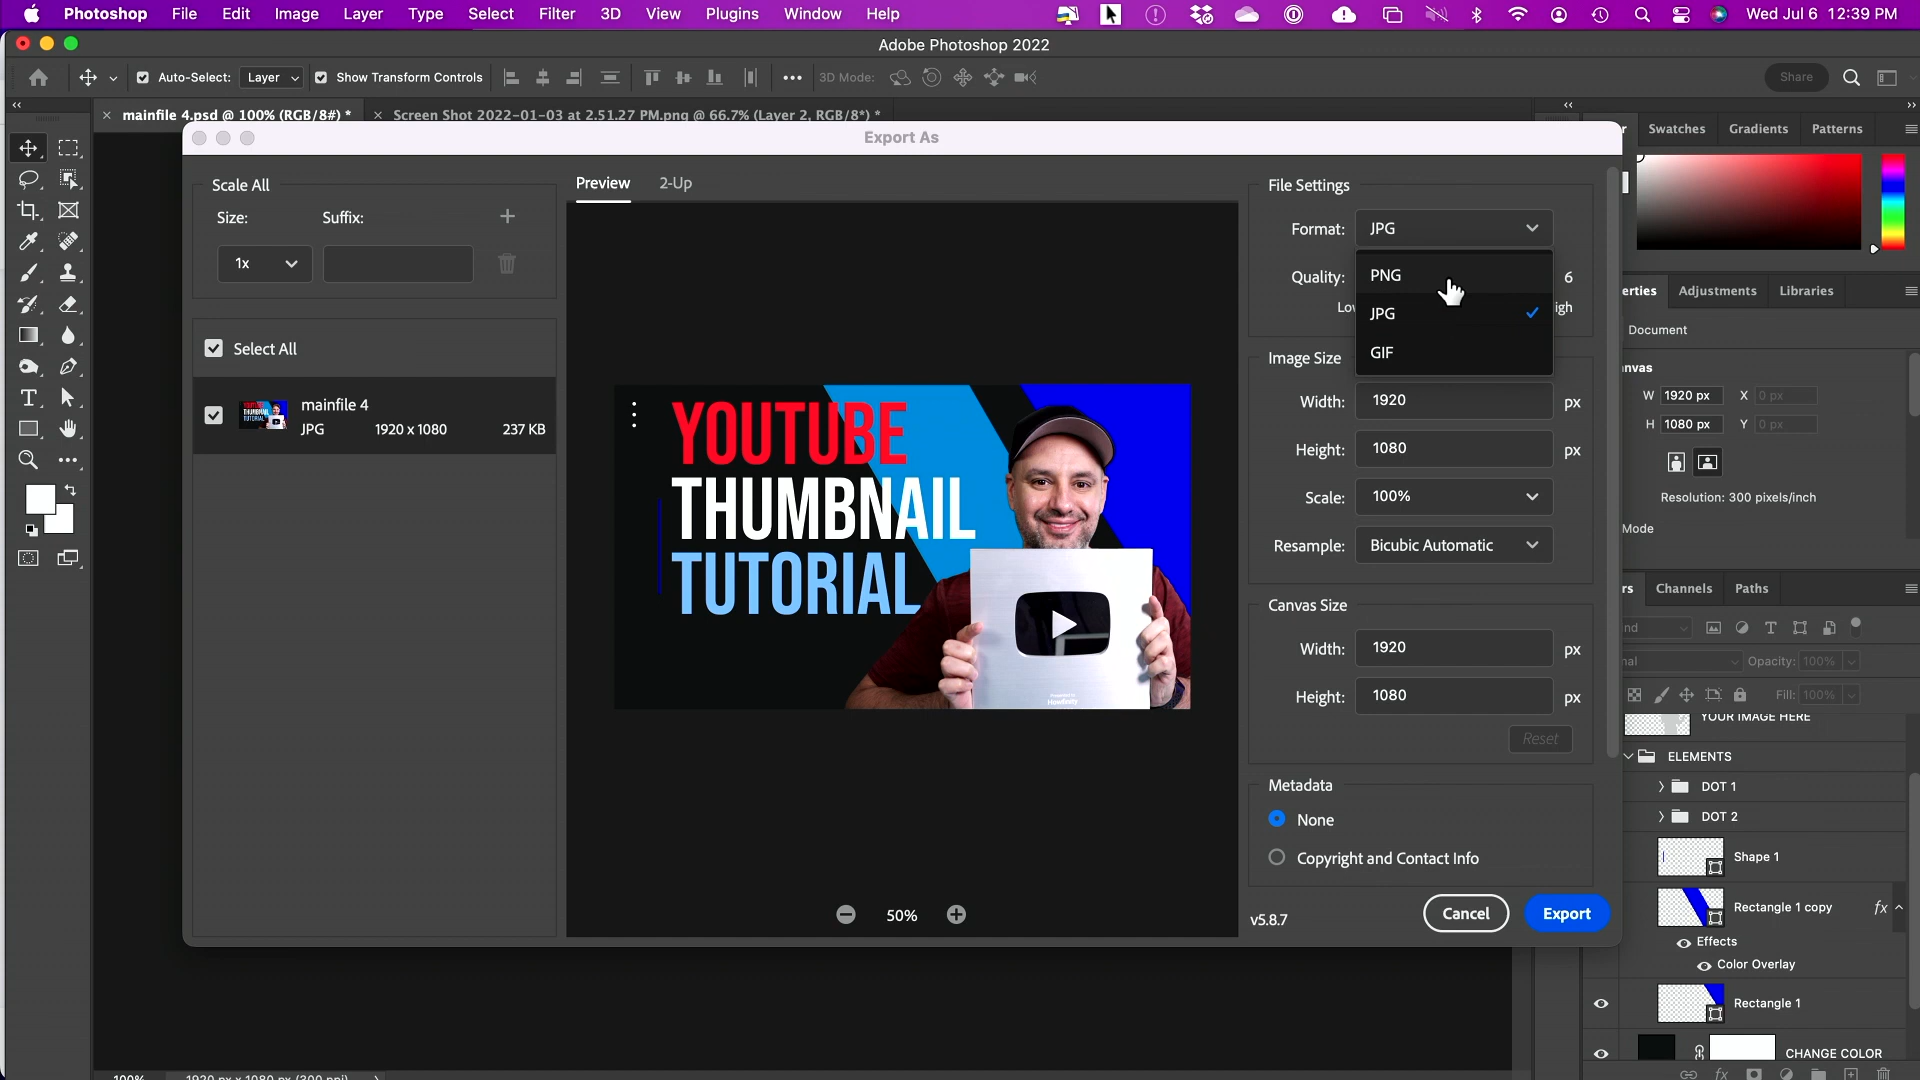 Photoshop File Edit Image Layer Type Select Filter 3D View Plugins Window Help Wed Jul 6 12:39 PM
Adobe Photoshop 2022
Auto-Select: Layer Show Transform Controls 3D Mode: Share
mainfile 4.psd @ 100% (RGB/8#) * Screen Shot 2022-01-03 at 2.51.27 PM.png @ 66.7% (Layer 2, RGB/8*) *
Export As
Swatches Gradients Patterns
Scale All
Size: Suffix:
1x
Select All
mainfile 4
JPG 1920 x 1080 237 KB
Preview 2-Up
YOUTUBE
THUMBNAIL
TUTORIAL
Howfinity
50%
File Settings
Format: JPG
Quality: 6
PNG
JPG
GIF
Image Size
Width: 1920 px
Height: 1080 px
Scale: 100%
Resample: Bicubic Automatic
Canvas Size
Width: 1920 px
Height: 1080 px
Reset
Metadata
None
Copyright and Contact Info
v5.8.7
Cancel Export
Adjustments Libraries
Document
W 1920 px X 0 px
H 1080 px Y 0 px
Resolution: 300 pixels/inch
Mode
Channels Paths
Opacity: 100%
Fill: 100%
YOUR IMAGE HERE
ELEMENTS
DOT 1
DOT 2
Shape 1
Rectangle 1 copy fx
Effects
Color Overlay
Rectangle 1
CHANGE COLOR
100% 1920 px x 1080 px (300 ppi)